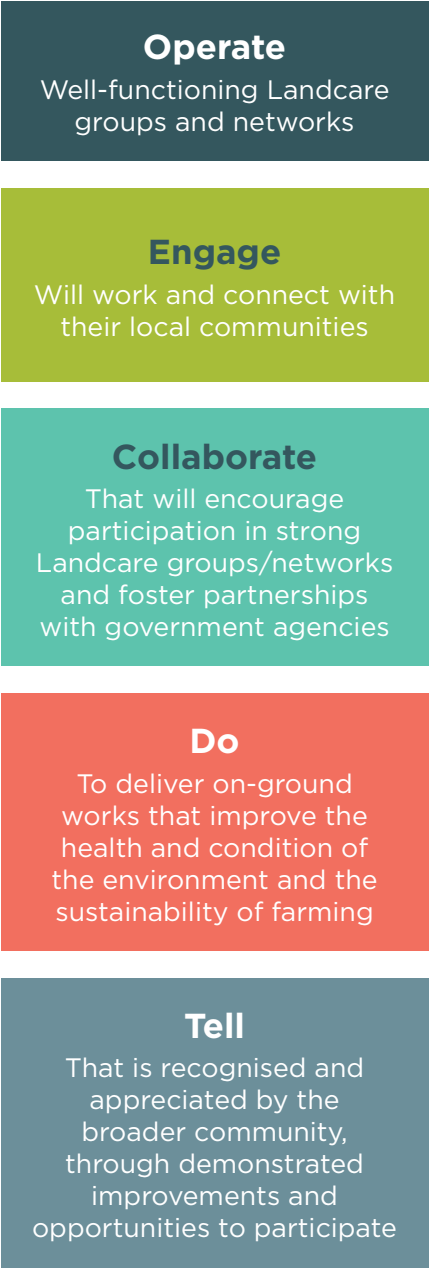 Operate
Well-functioning Landcare
groups and networks
Engage
Will work and connect with
their local communities
Collaborate
That will encourage
participation in strong
Landcare groups/networks
and foster partnerships
with government agencies
Do
To deliver on-ground
works that improve the
health and condition of
the environment and the
sustainability of farming
Tell
That is recognised and
appreciated by the
broader community,
through demonstrated
improvements and
opportunities to participate